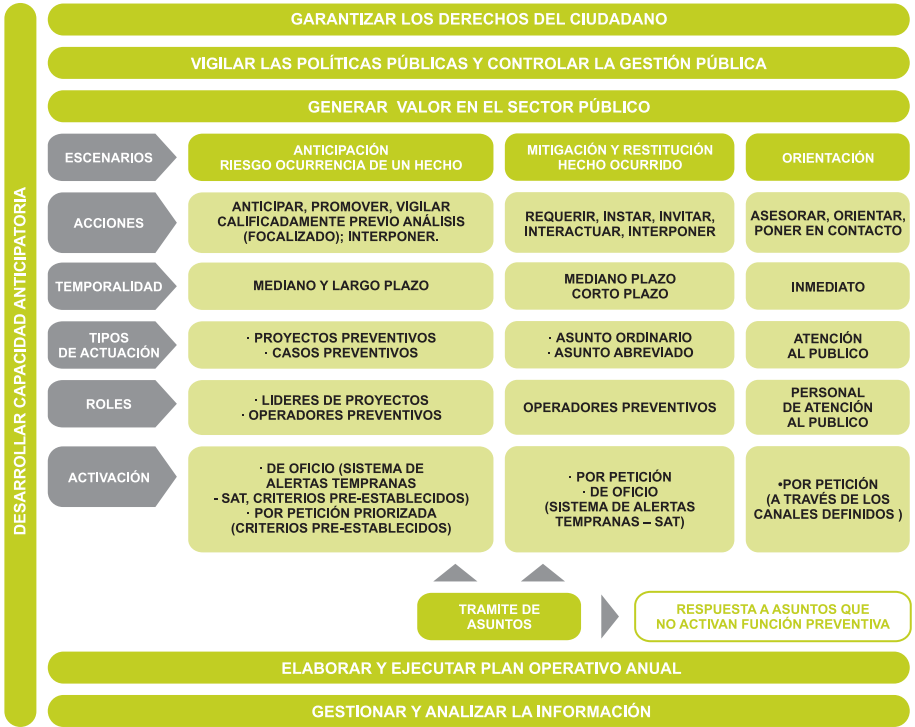 DESARROLLAR CAPACIDAD ANTICIPATORIA
GARANTIZAR LOS DERECHOS DEL CIUDADANO
VIGILAR LAS POLÍTICAS PÚBLICAS Y CONTROLAR LA GESTIÓN PÚBLICA
GENERAR VALOR EN EL SECTOR PÚBLICO
ESCENARIOS
ANTICIPACIÓN
RIESGO OCURRENCIA DE UN HECHO
MITIGACIÓN Y RESTITUCIÓN
HECHO OCURRIDO
ORIENTACIÓN
ACCIONES
ANTICIPAR, PROMOVER, VIGILAR
CALIFICADAMENTE PREVIO ANÁLISIS
(FOCALIZADO); INTERPONER.
REQUERIR, INSTAR, INVITAR,
INTERACTUAR, INTERPONER
ASESORAR, ORIENTAR,
PONER EN CONTACTO
TEMPORALIDAD
MEDIANO Y LARGO PLAZO
MEDIANO PLAZO
CORTO PLAZO
INMEDIATO
TIPOS
DE ACTUACIÓN
· PROYECTOS PREVENTIVOS
· CASOS PREVENTIVOS
· ASUNTO ORDINARIO
· ASUNTO ABREVIADO
ATENCIÓN
AL PUBLICO
ROLES
· LIDERES DE PROYECTOS
· OPERADORES PREVENTIVOS
OPERADORES PREVENTIVOS
PERSONAL
DE ATENCIÓN
AL PUBLICO
ACTIVACIÓN
· DE OFICIO (SISTEMA DE
ALERTAS TEMPRANAS
- SAT, CRITERIOS PRE-ESTABLECIDOS)
· POR PETICIÓN PRIORIZADA
(CRITERIOS PRE-ESTABLECIDOS)
· POR PETICIÓN
· DE OFICIO
(SISTEMA DE ALERTAS
TEMPRANAS – SAT)
•POR PETICIÓN
(A TRAVÉS DE LOS
CANALES DEFINIDOS )
TRAMITE DE
ASUNTOS
RESPUESTA A ASUNTOS QUE
NO ACTIVAN FUNCIÓN PREVENTIVA
ELABORAR Y EJECUTAR PLAN OPERATIVO ANUAL
GESTIONAR Y ANALIZAR LA INFORMACIÓN